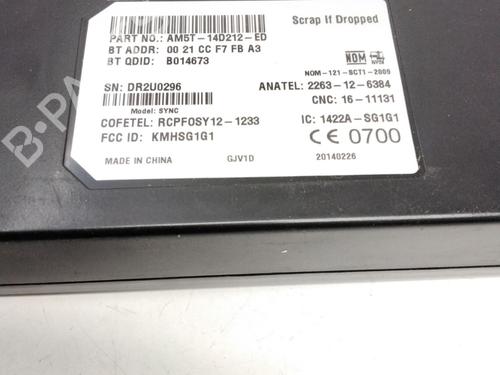 Scrap If Dropped
PART NO.: AM5T-14D212-ED
BT ADDR: 00 21 CC F7 FB A3
BT QDID: B014673
NOM
NOM-121-SCT1-2009
SN: DR2U0296
ANATEL: 2263-12-6384
Model: SYNC
CNC: 16-11131
COFETEL: RCPFOSY12-1233
IC: 1422A-SG1G1
FCC ID: KMHSG1G1
CE 0700
MADE IN CHINA
GJV1D
20140226